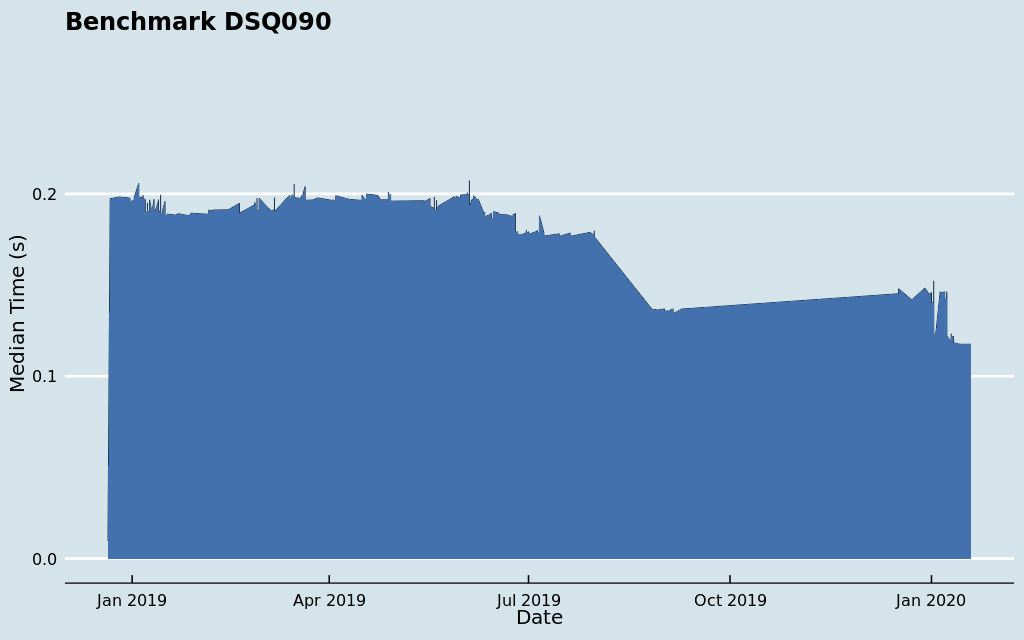 Benchmark DSQ090
Median Time (s)
0.2
0.1
0.0
Jan 2019
Apr 2019
Jul 2019
Oct 2019
Jan 2020
Date